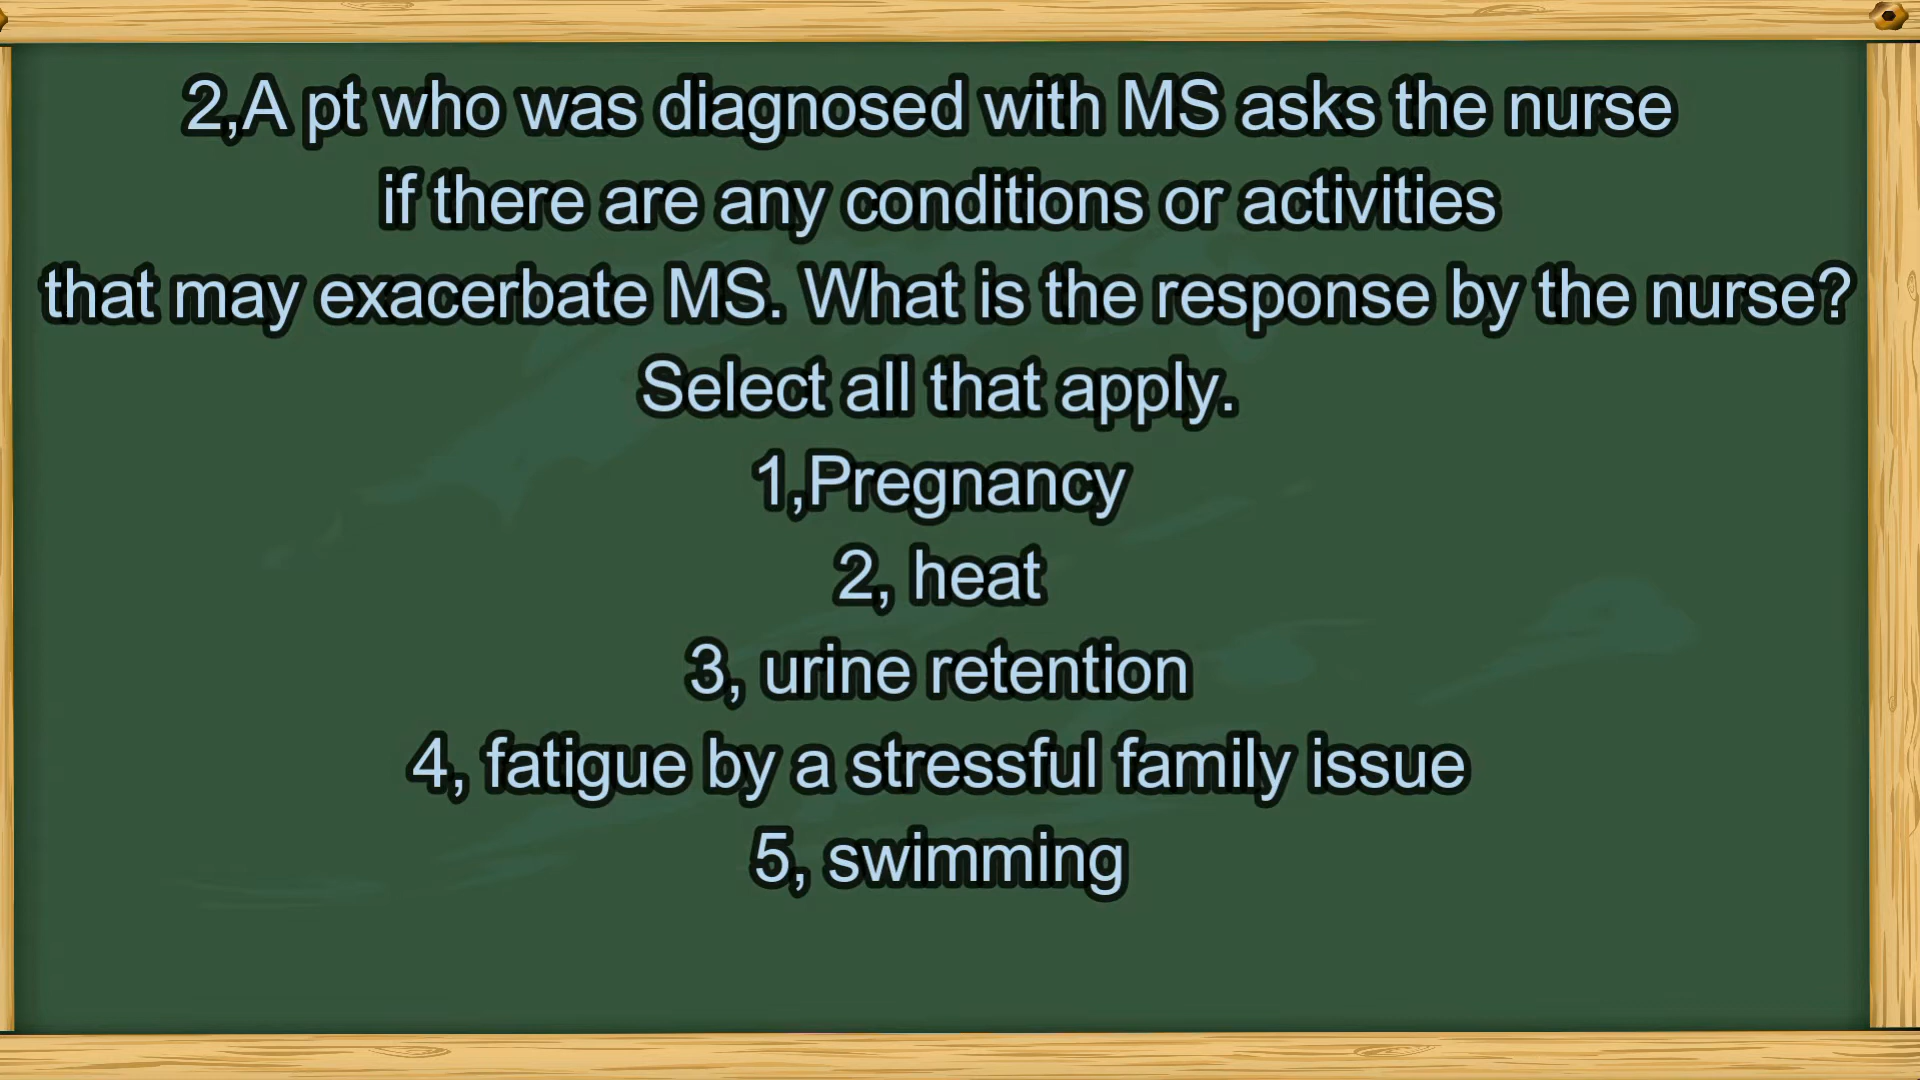 2,A pt who was diagnosed with MS asks the nurse
if there are any conditions or activities
that may exacerbate MS. What is the response by the nurse?
Select all that apply.
1,Pregnancy
2, heat
3, urine retention
4, fatigue by a stressful family issue
5, swimming